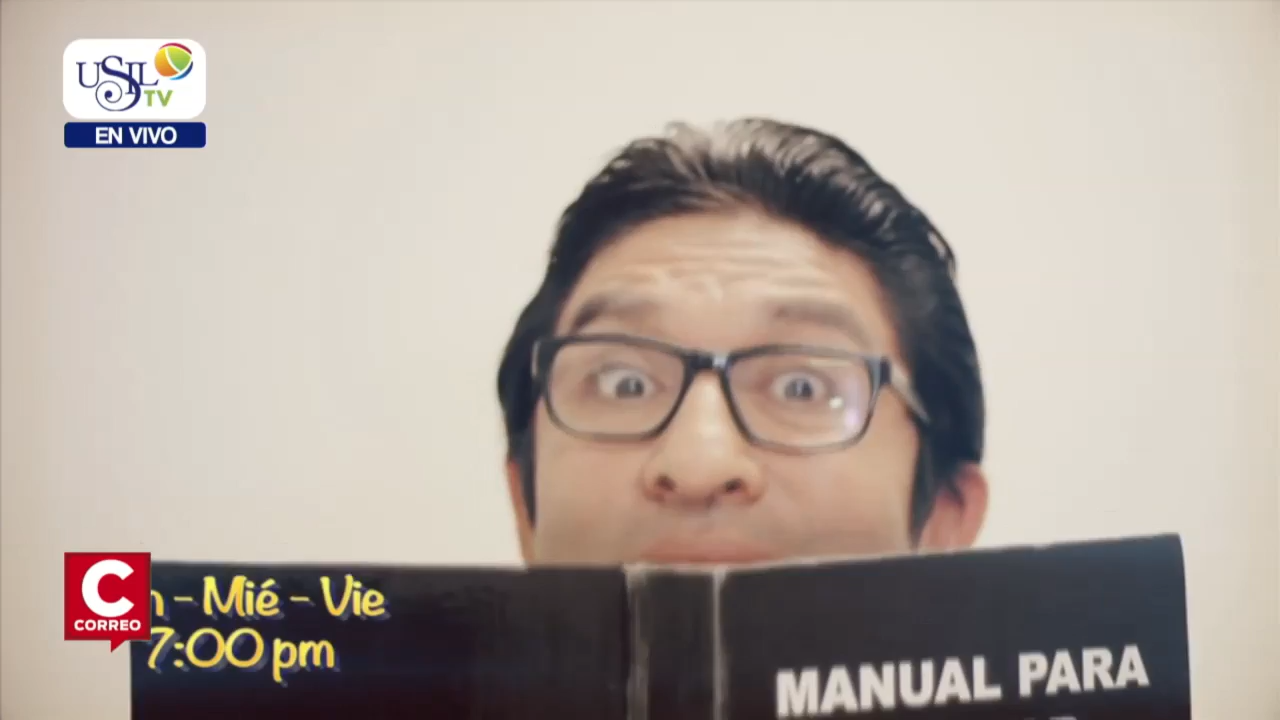 USIL
TV
EN VIVO
C
CORREO
– Mié – Vie
7:00 pm
MANUAL PARA